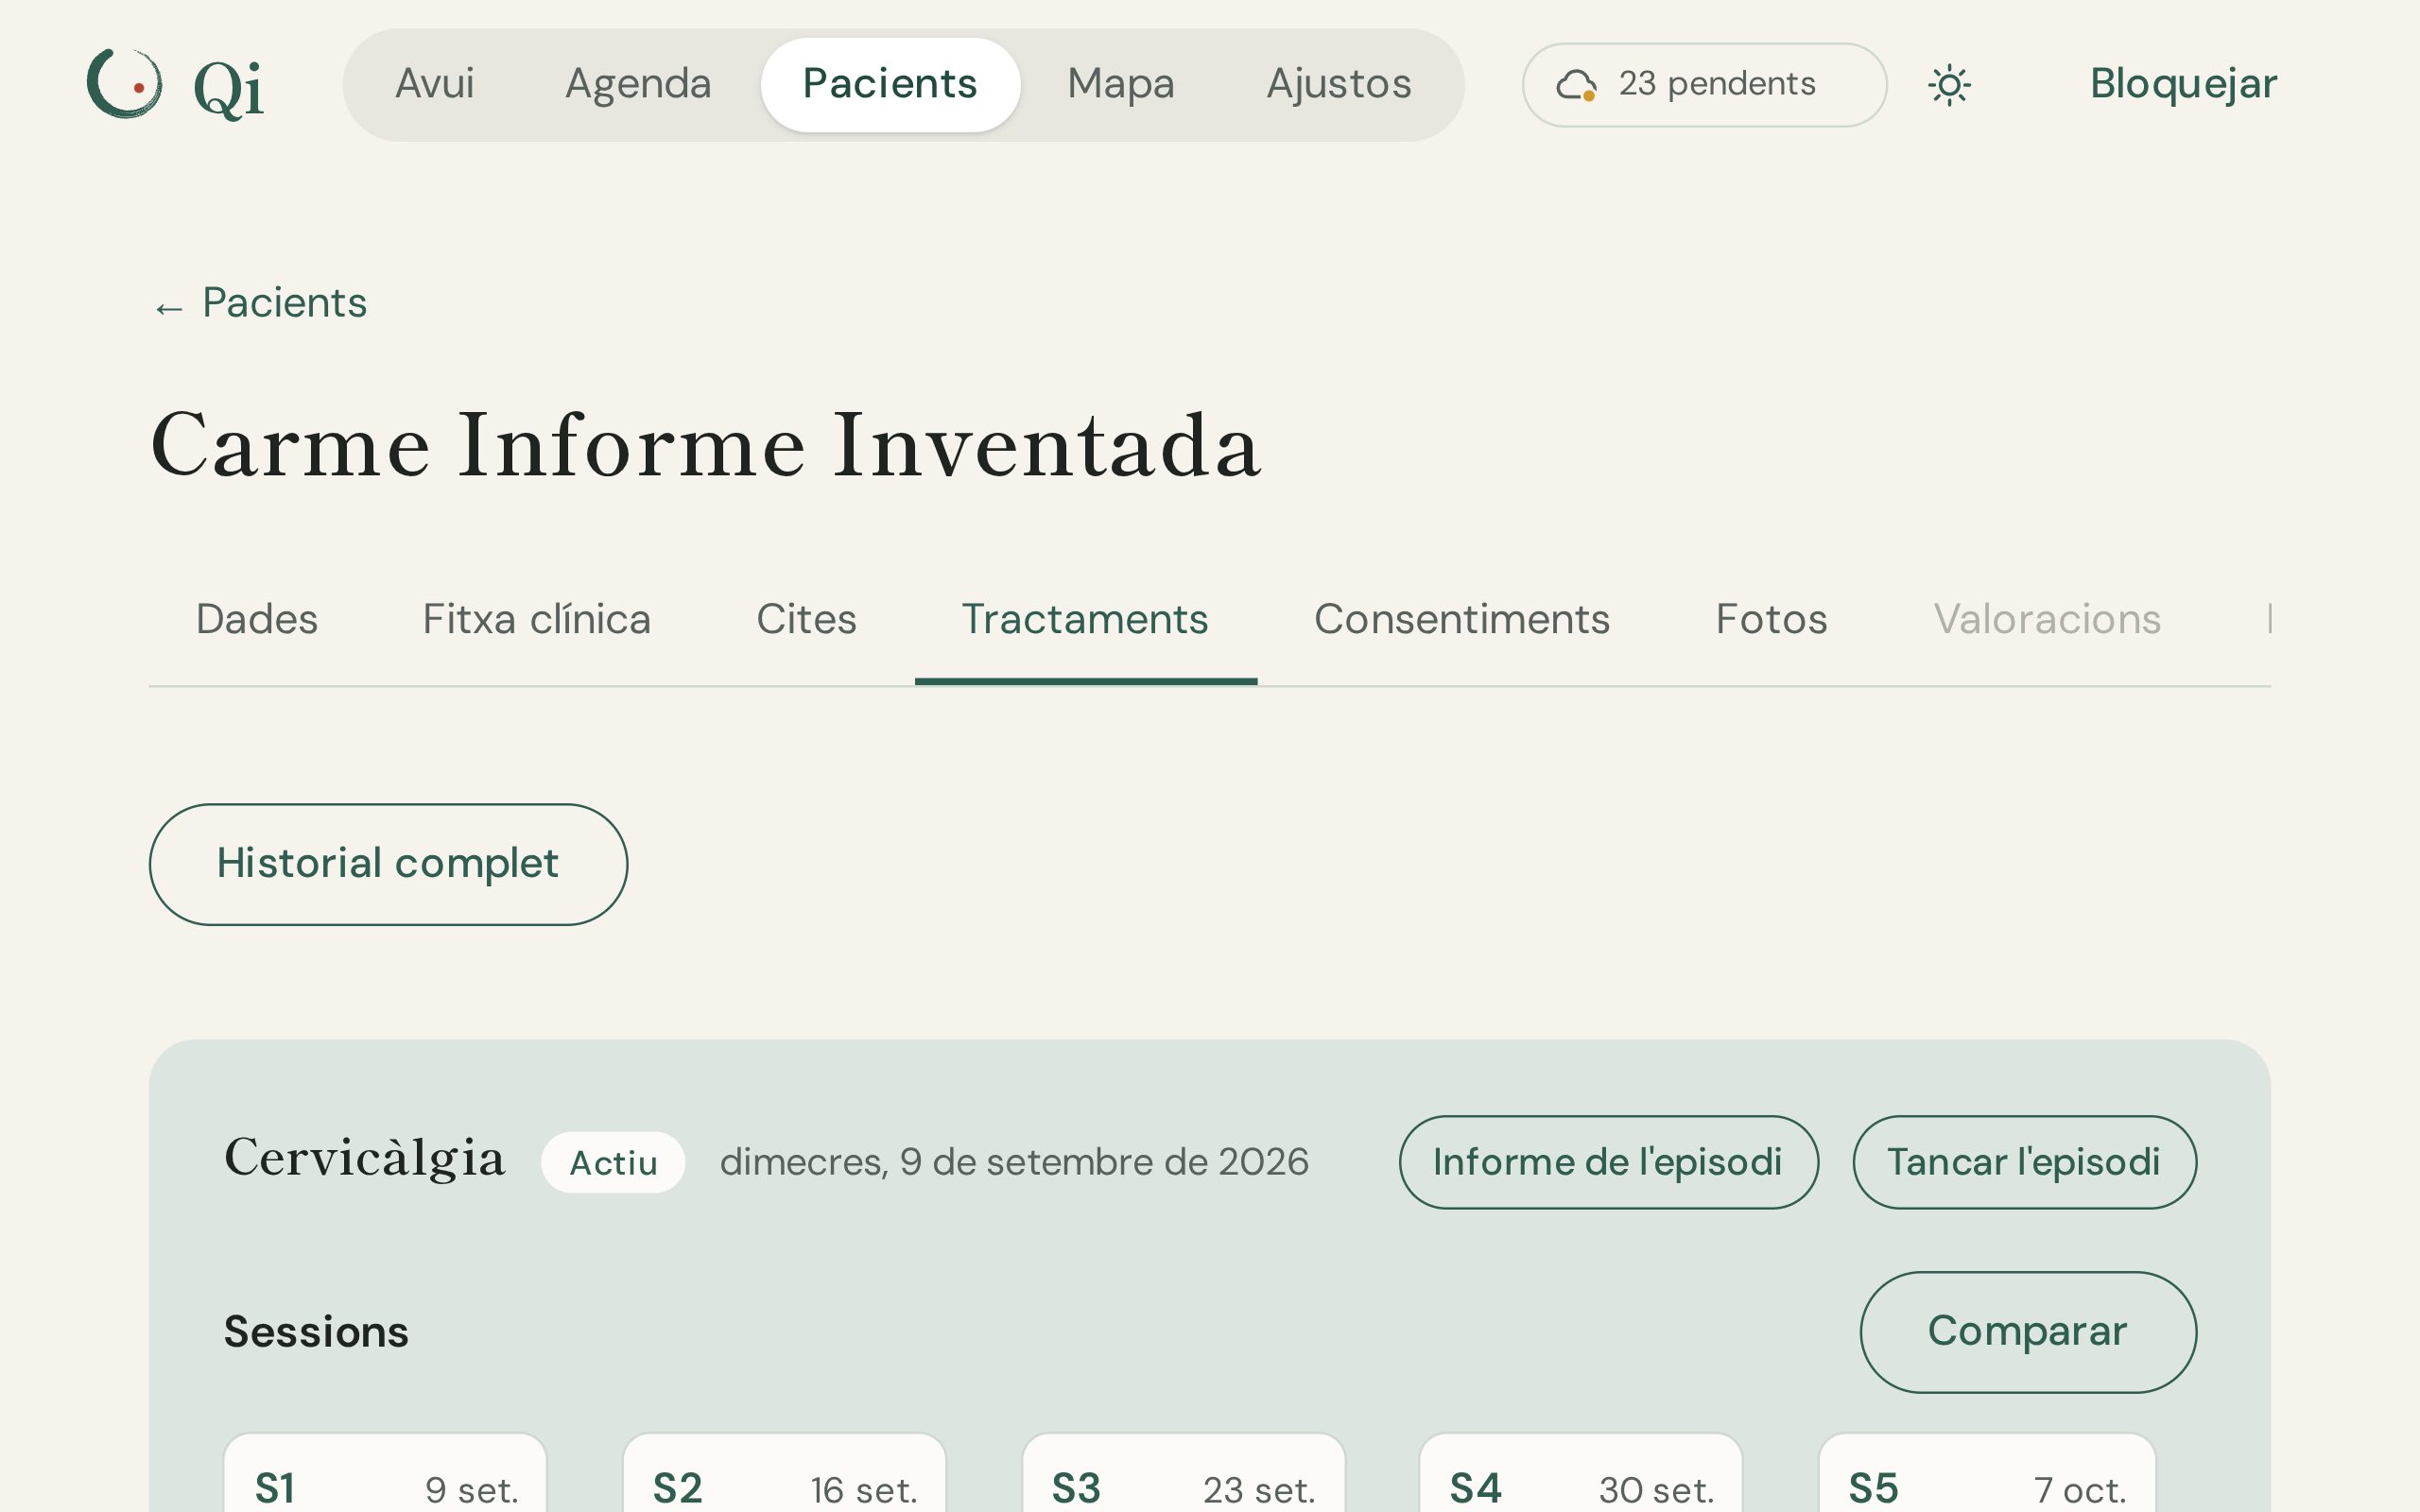 Qi Avui Agenda Pacients Mapa Ajustos 23 pendents Bloquejar
← Pacients
Carme Informe Inventada
Dades Fitxa clínica Cites Tractaments Consentiments Fotos Valoracions
Historial complet
Cervicàlgia Actiu dimecres, 9 de setembre de 2026 Informe de l'episodi Tancar l'episodi
Sessions Comparar
S1 9 set. S2 16 set. S3 23 set. S4 30 set. S5 7 oct.